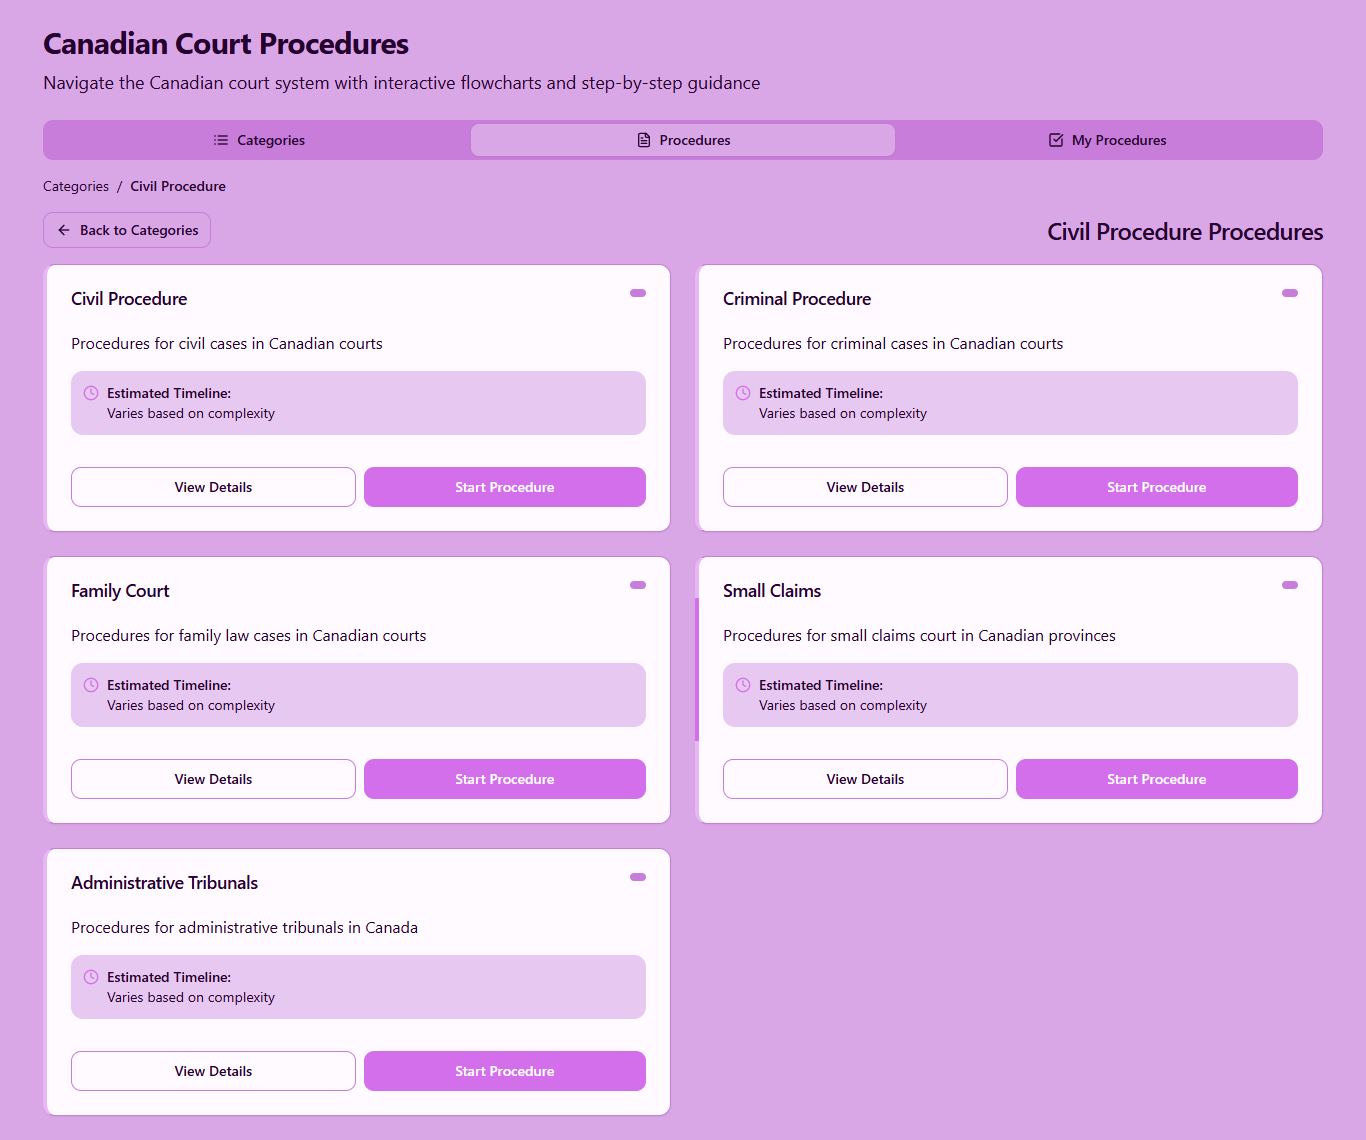 Canadian Court Procedures
Navigate the Canadian court system with interactive flowcharts and step-by-step guidance
Categories
Procedures
My Procedures
Categories / Civil Procedure
Back to Categories
Civil Procedure Procedures
Civil Procedure
Procedures for civil cases in Canadian courts
Estimated Timeline:
Varies based on complexity
View Details
Start Procedure
Criminal Procedure
Procedures for criminal cases in Canadian courts
Estimated Timeline:
Varies based on complexity
View Details
Start Procedure
Family Court
Procedures for family law cases in Canadian courts
Estimated Timeline:
Varies based on complexity
View Details
Start Procedure
Small Claims
Procedures for small claims court in Canadian provinces
Estimated Timeline:
Varies based on complexity
View Details
Start Procedure
Administrative Tribunals
Procedures for administrative tribunals in Canada
Estimated Timeline:
Varies based on complexity
View Details
Start Procedure